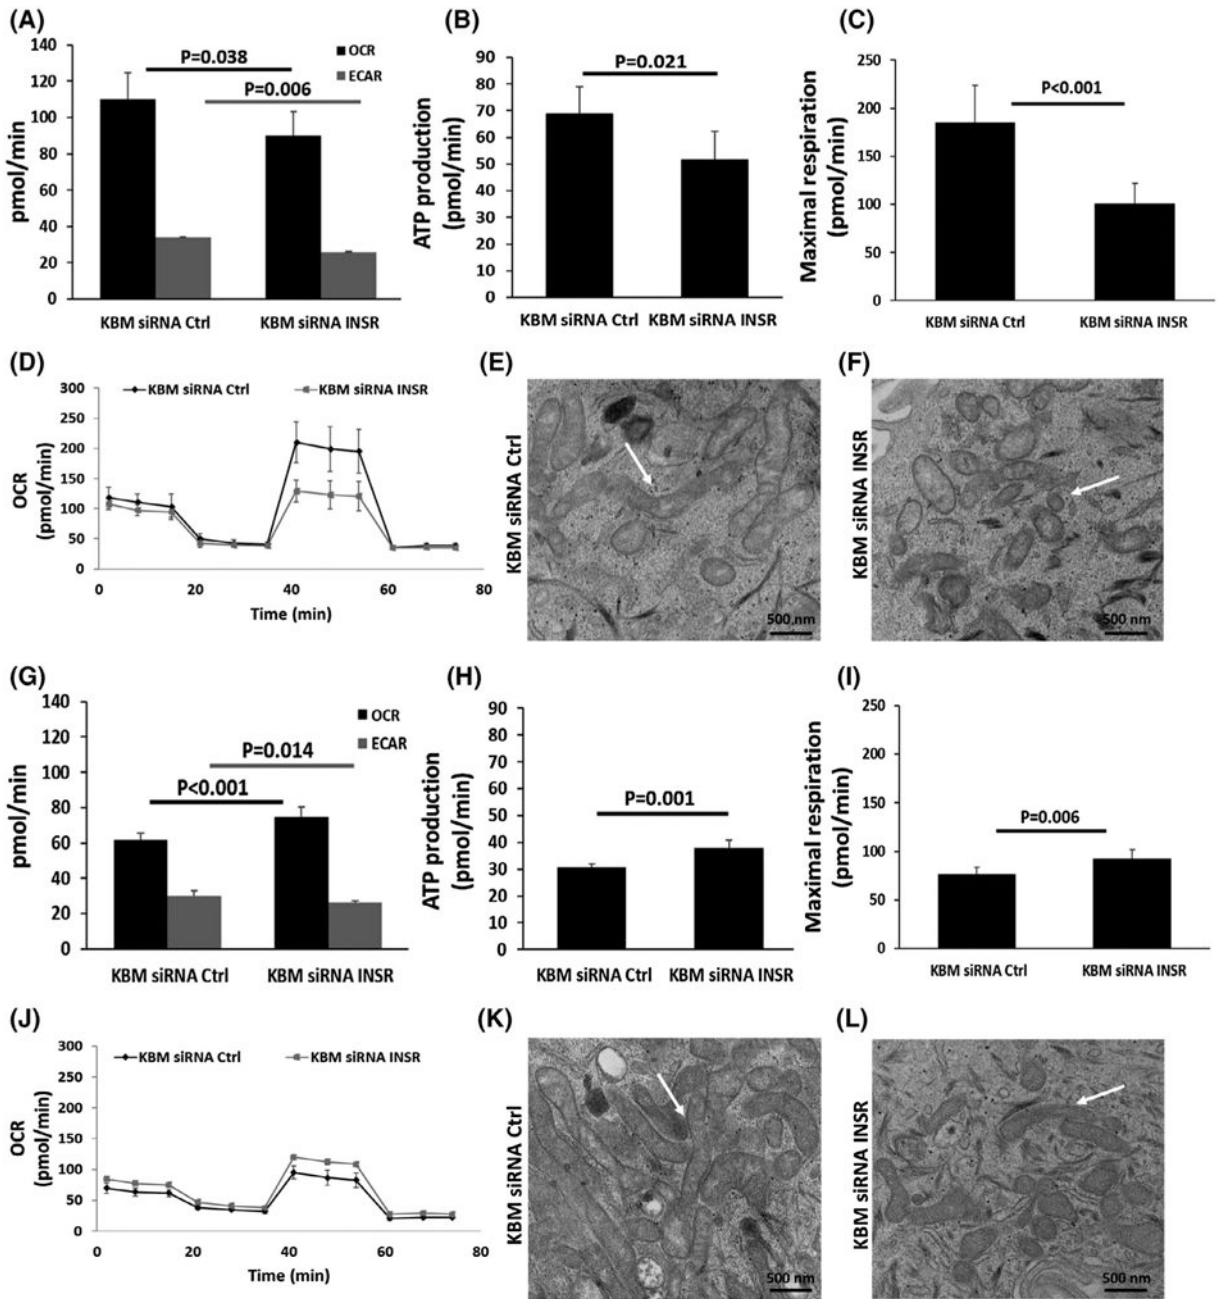 (A)
140
120
100
80
60
40
20
0
pmol/min
P=0.038
P=0.006
OCR
ECAR
KBM siRNA Ctrl
KBM siRNA INSR
(B)
90
80
70
60
50
40
30
20
10
0
ATP production
(pmol/min)
P=0.021
KBM siRNA Ctrl
KBM siRNA INSR
(C)
250
200
150
100
50
0
Maximal respiration
(pmol/min)
P<0.001
KBM siRNA Ctrl
KBM siRNA INSR
(D)
300
250
200
150
100
50
0
OCR
(pmol/min)
KBM siRNA Ctrl
KBM siRNA INSR
0
20
40
60
80
Time (min)
(E)
KBM siRNA Ctrl
500 nm
(F)
KBM siRNA INSR
500 nm
(G)
140
120
100
80
60
40
20
0
pmol/min
P=0.014
P<0.001
OCR
ECAR
KBM siRNA Ctrl
KBM siRNA INSR
(H)
90
80
70
60
50
40
30
20
10
0
ATP production
(pmol/min)
P=0.001
KBM siRNA Ctrl
KBM siRNA INSR
(I)
250
200
150
100
50
0
Maximal respiration
(pmol/min)
P=0.006
KBM siRNA Ctrl
KBM siRNA INSR
(J)
300
250
200
150
100
50
0
OCR
(pmol/min)
KBM siRNA Ctrl
KBM siRNA INSR
0
20
40
60
80
Time (min)
(K)
KBM siRNA Ctrl
500 nm
(L)
KBM siRNA INSR
500 nm